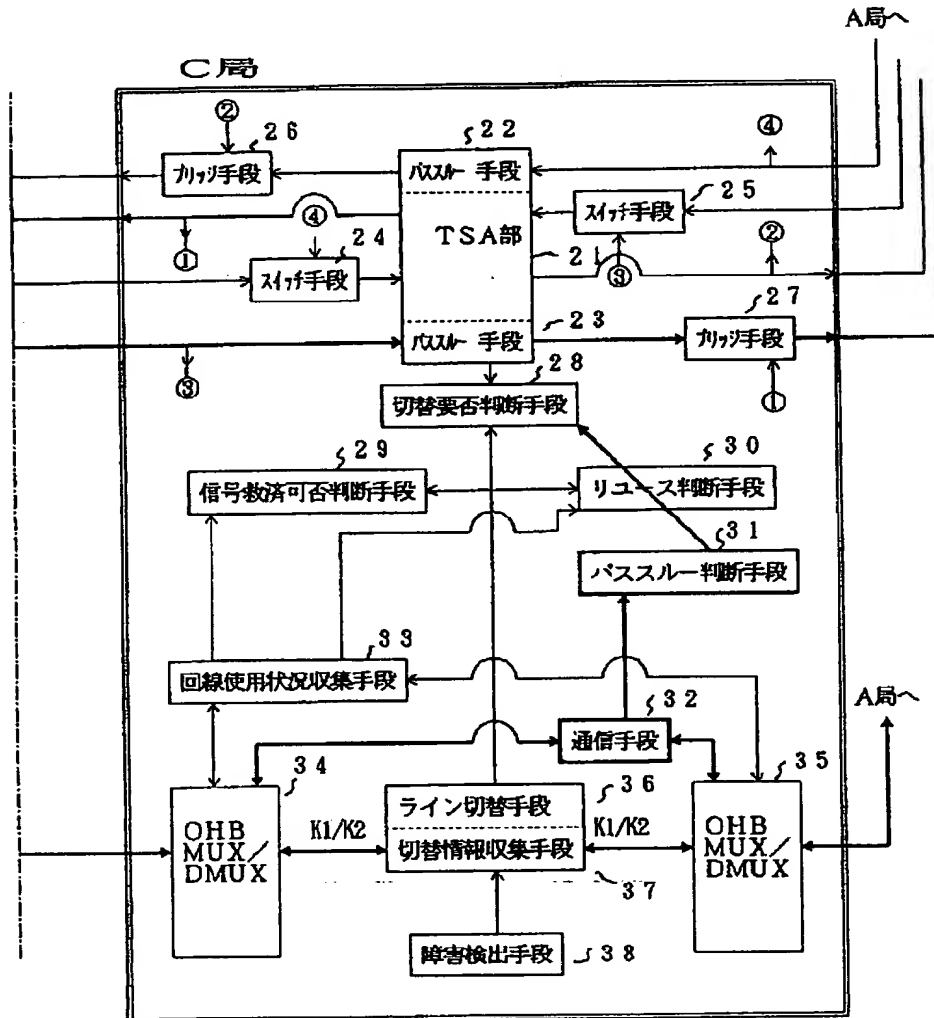 A局へ
C局
② 26 22 ④
ブリッジ手段 パススルー 手段 25
④ TSA部 スイッチ手段 ②
① 24 21 ③
スイッチ手段 27
23
パススルー 手段 ブリッジ手段
③ 28 ①
切替要否判断手段
29 30
信号救済可否判断手段 リユース判断手段
31
パススルー判断手段
33
回線使用状況収集手段 32 A局へ
通信手段
34 35
OHB ライン切替手段 36 OHB
MUX/ K1/K2 切替情報収集手段 K1/K2 MUX/
DMUX 37 DMUX
障害検出手段 38